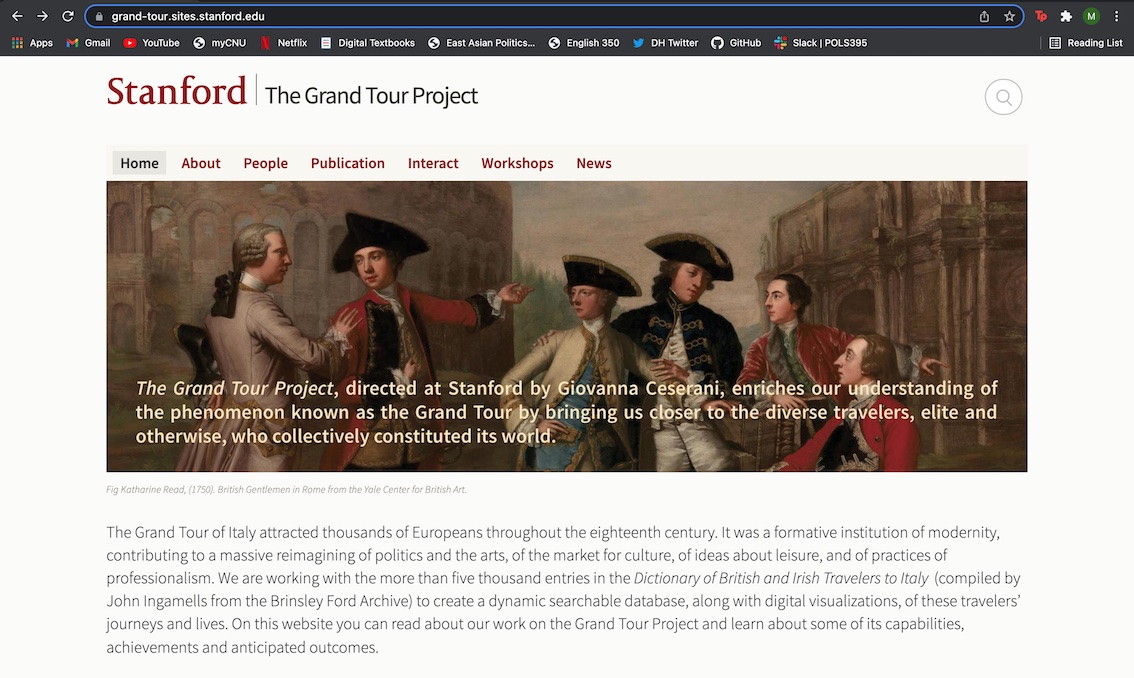 grand-tour.sites.stanford.edu
M
Apps Gmail YouTube myCNU Netflix Digital Textbooks East Asian Politics... English 350 DH Twitter GitHub Slack | POLS395 Reading List
Stanford | The Grand Tour Project
Home About People Publication Interact Workshops News
The Grand Tour Project, directed at Stanford by Giovanna Ceserani, enriches our understanding of
the phenomenon known as the Grand Tour by bringing us closer to the diverse travelers, elite and
otherwise, who collectively constituted its world.
Fig Katharine Read, (1750). British Gentlemen in Rome from the Yale Center for British Art.
The Grand Tour of Italy attracted thousands of Europeans throughout the eighteenth century. It was a formative institution of modernity,
contributing to a massive reimagining of politics and the arts, of the market for culture, of ideas about leisure, and of practices of
professionalism. We are working with the more than five thousand entries in the Dictionary of British and Irish Travelers to Italy (compiled by
John Ingamells from the Brinsley Ford Archive) to create a dynamic searchable database, along with digital visualizations, of these travelers’
journeys and lives. On this website you can read about our work on the Grand Tour Project and learn about some of its capabilities,
achievements and anticipated outcomes.